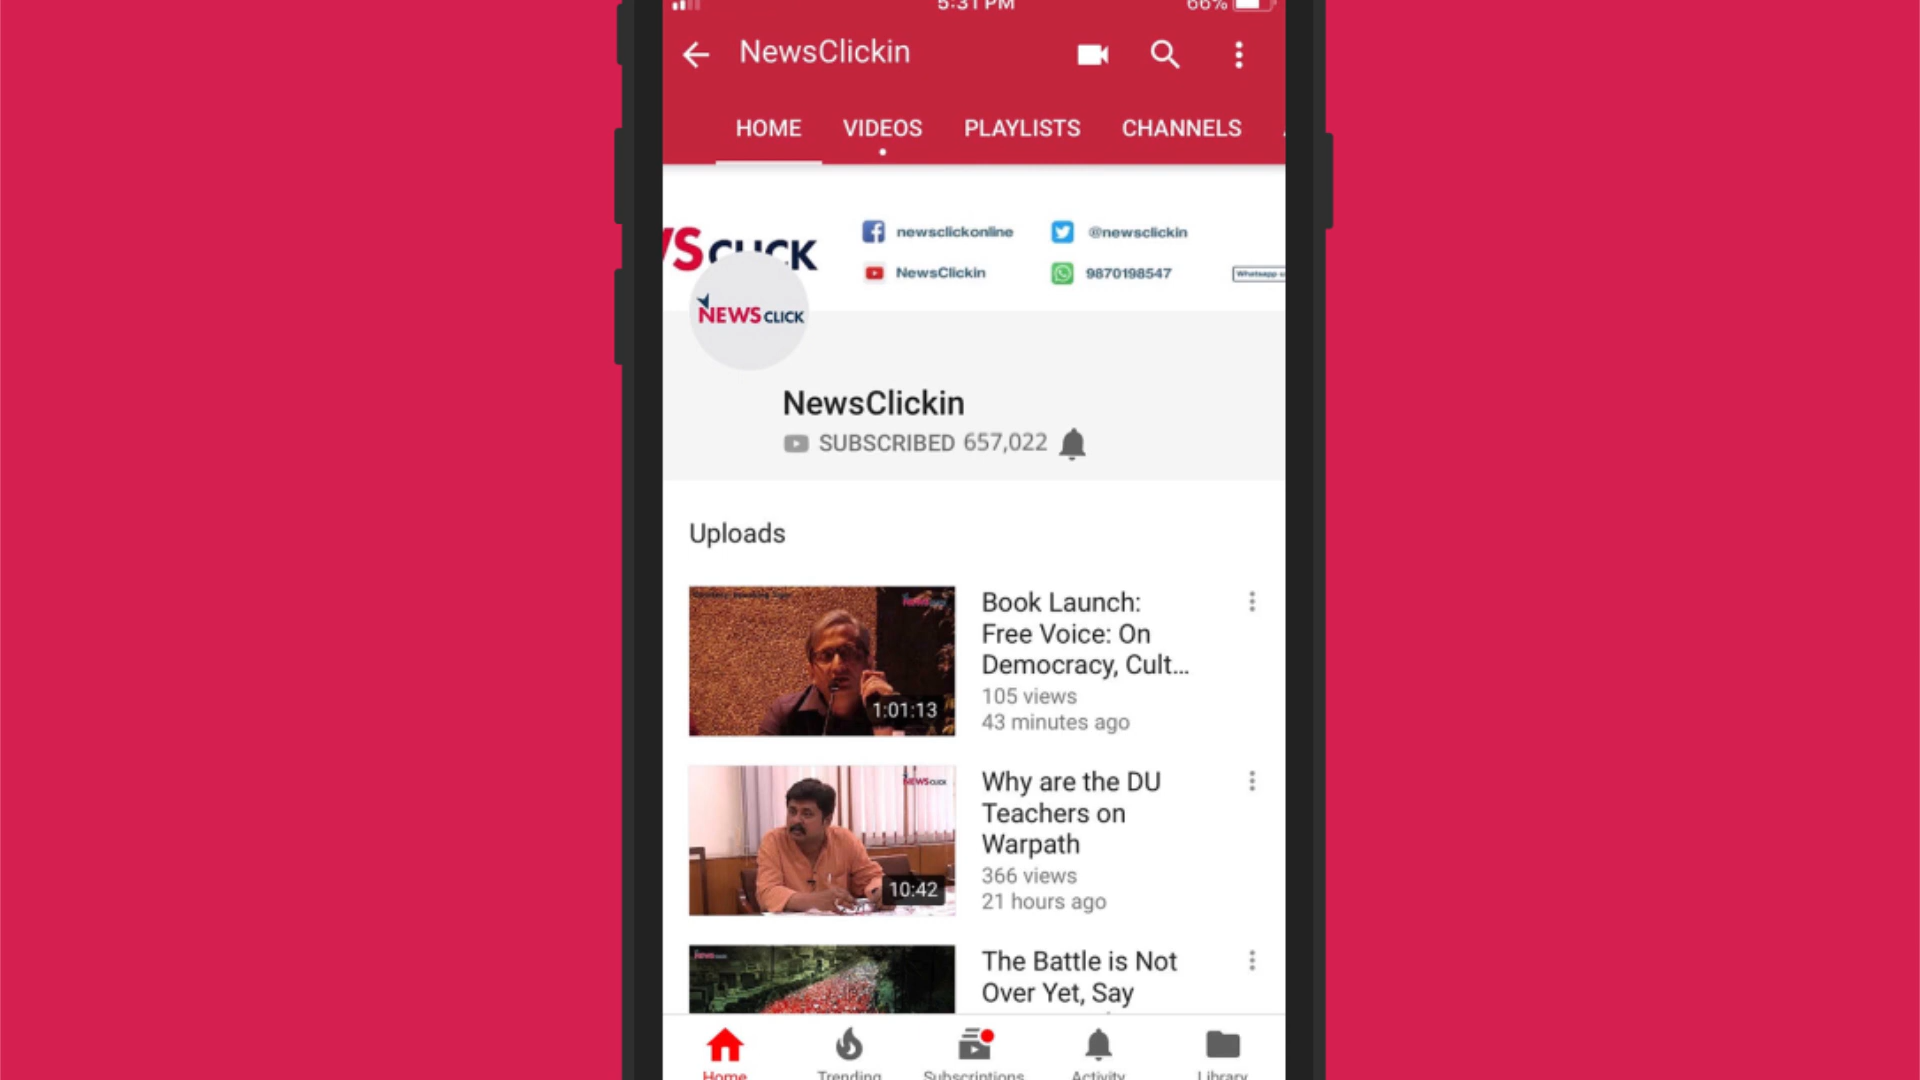 5:31 PM
66%
NewsClickin
HOME VIDEOS PLAYLISTS CHANNELS
newsclickonline @newsclickin
CLICK
NewsClickin 9870198547 Whatsapp
NEWS CLICK
NewsClickin
SUBSCRIBED 657,022
Uploads
Book Launch:
Free Voice: On
Democracy, Cult...
105 views
43 minutes ago
1:01:13
NEWSCLICK
Why are the DU
Teachers on
Warpath
366 views
21 hours ago
10:42
The Battle is Not
Over Yet, Say
Home Trending Subscriptions Activity Library